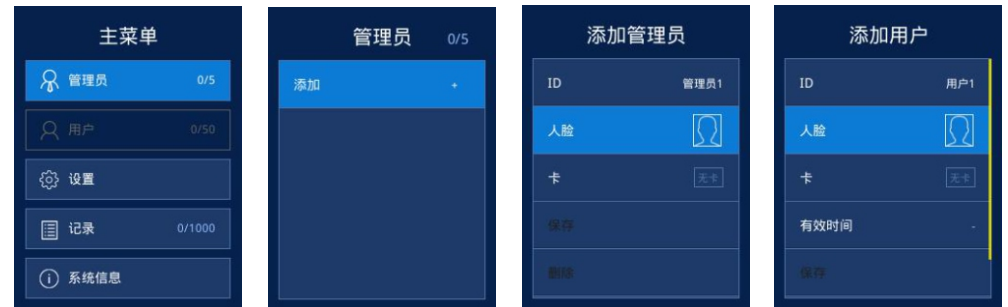 主菜单
管理员 0/5
用户 0/50
设置
记录 0/1000
系统信息
管理员 0/5
添加 +
添加管理员
ID 管理员1
人脸
卡 无卡
保存
删除
添加用户
ID 用户1
人脸
卡 无卡
有效时间 -
保存